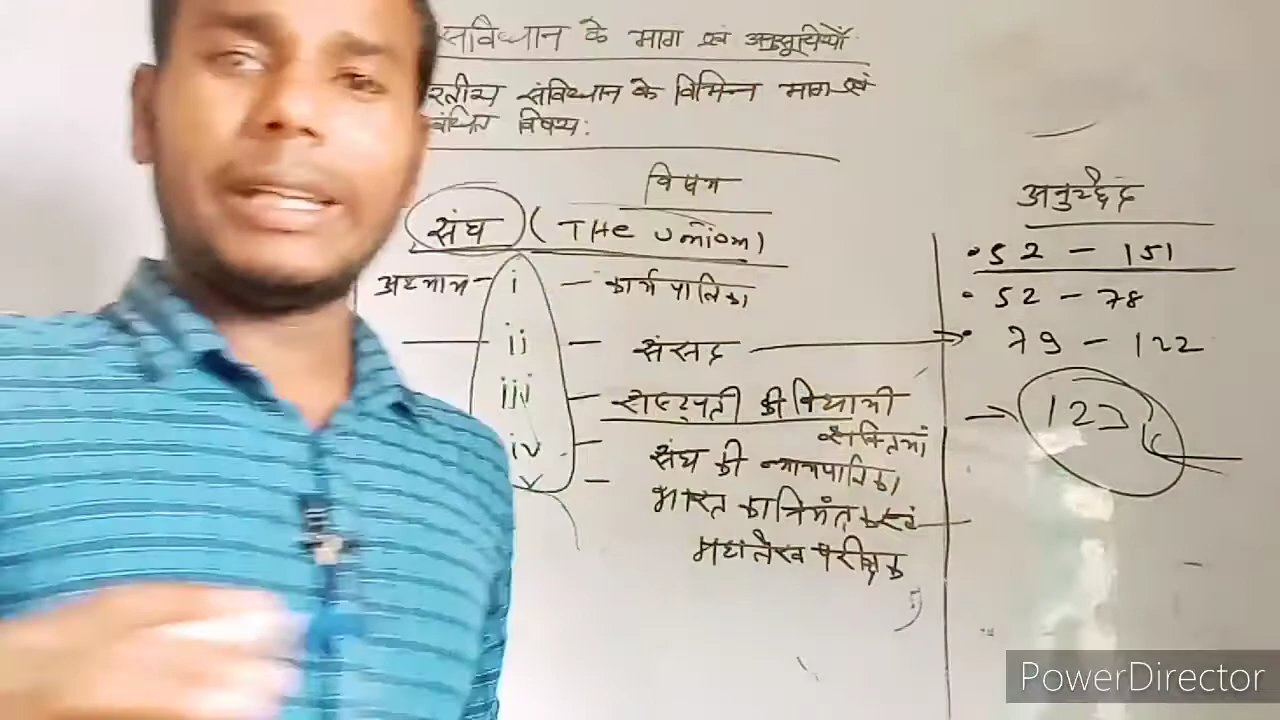 संविधान के भाग एवं अनुसूचियाँ
रतीय संविधान के विभिन्न भाग एवं
बंधित विषय:
विषय
अनुच्छेद
संघ (THe Union)
52 - 151
अध्याय - i - कार्यपालिका
52 - 78
ii - संसद
79 - 122
iii - राष्ट्रपती की विधायी
शक्तियां
123
iv - संघ की न्यायपालिका
v - भारत का नियंत्रक एवं
महालेखा परीक्षक
PowerDirector